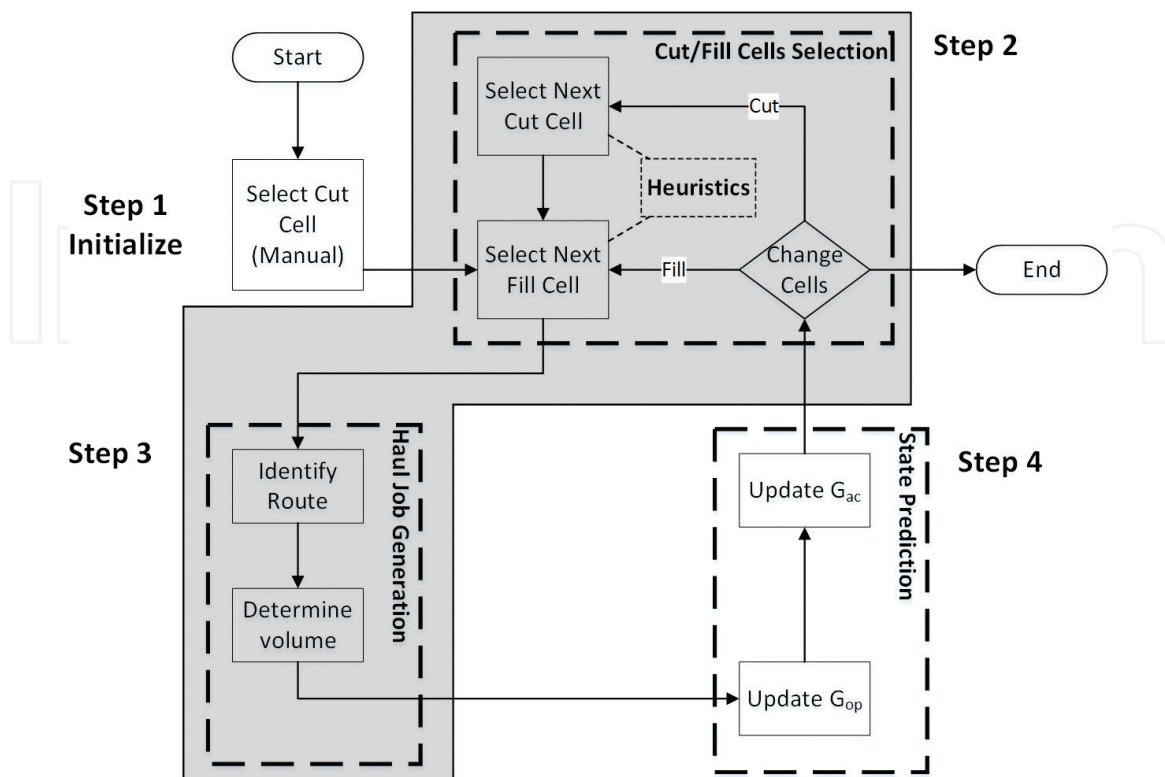 Start
Step 1
Initialize
Select Cut
Cell
(Manual)
Cut/Fill Cells Selection
Step 2
Select Next
Cut Cell
Cut
Heuristics
Select Next
Fill Cell
Fill
Change
Cells
End
Step 3
Haul Job Generation
Identify
Route
Determine
volume
State Prediction
Step 4
Update Gac
Update Gop